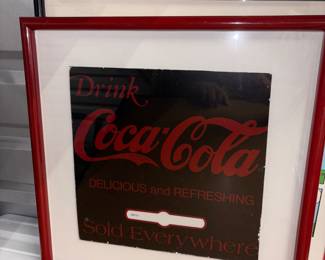 Drink
Coca-Cola
DELICIOUS and REFRESHING
Sold Everywhere